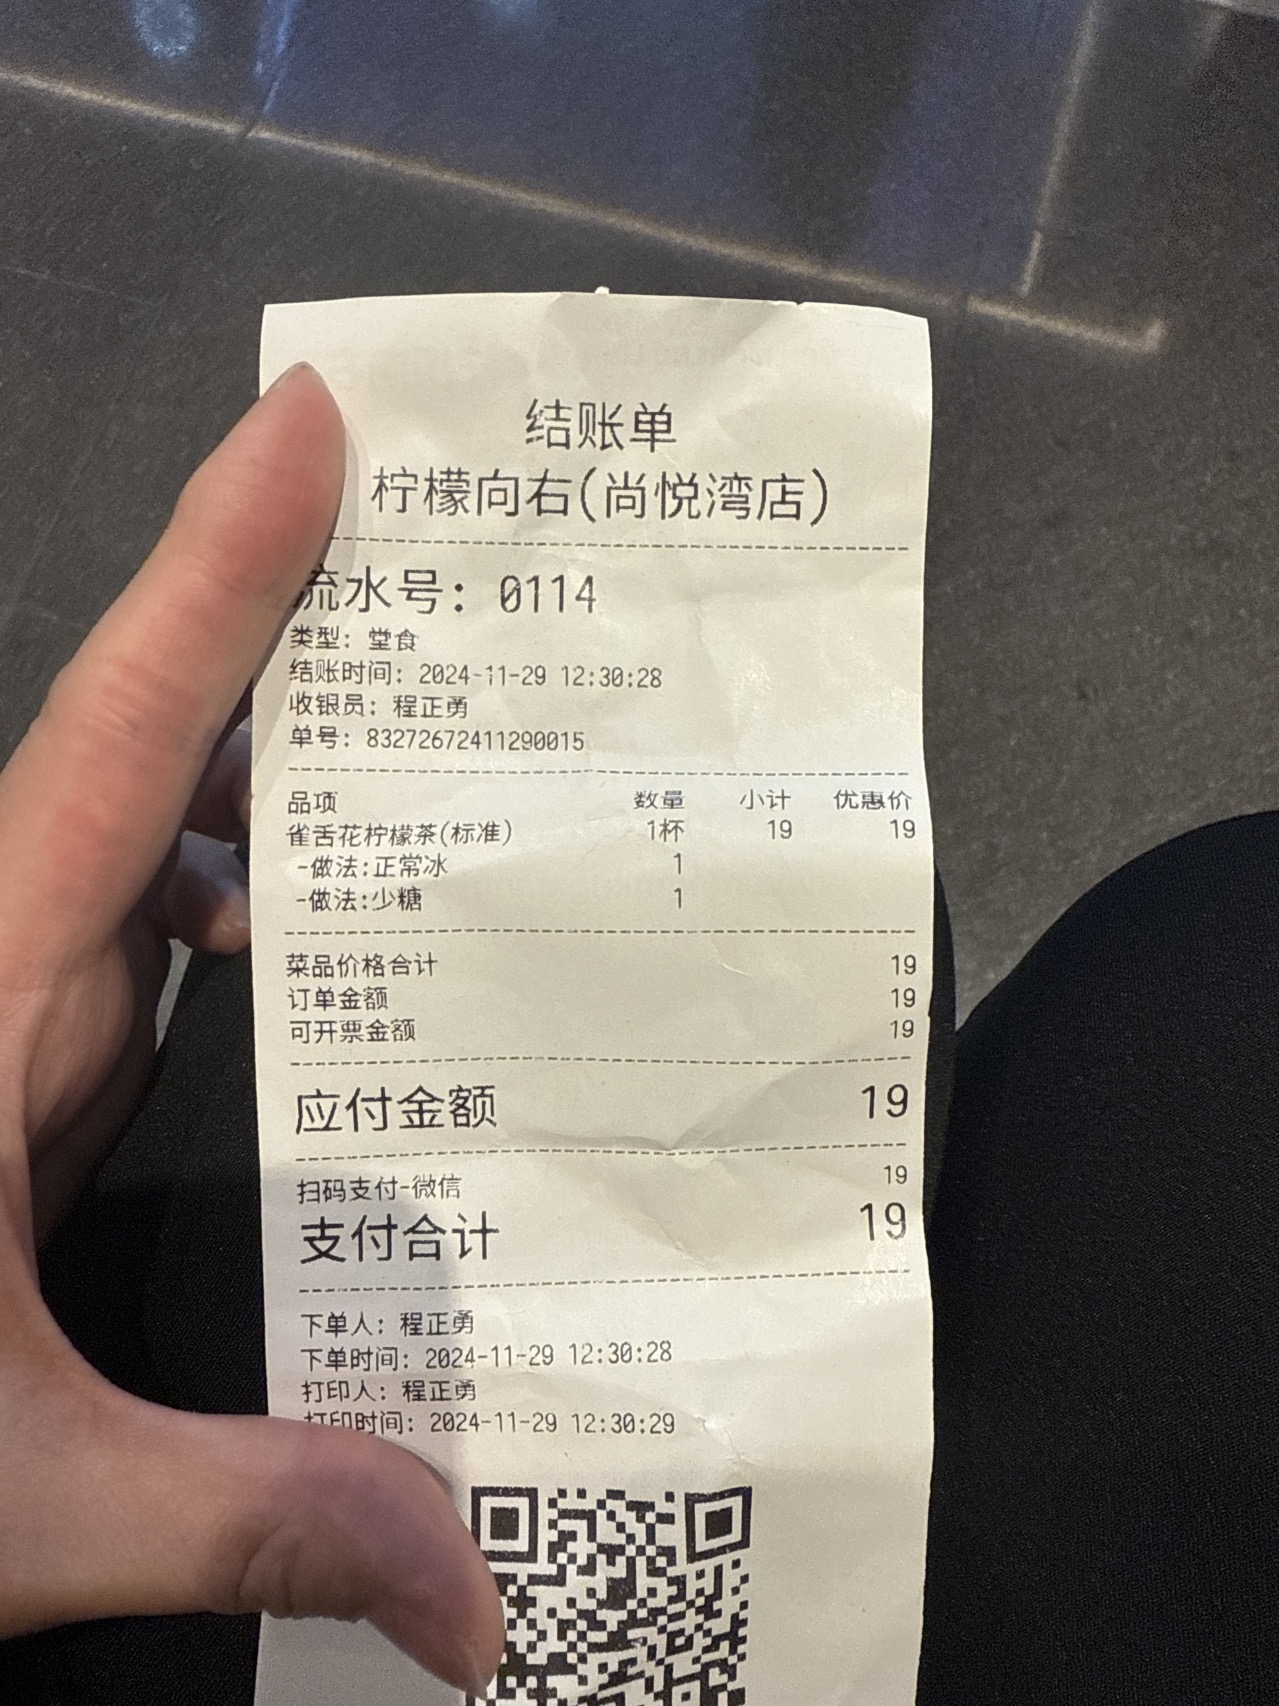 结账单
柠檬向右(尚悦湾店)
流水号: 0114
类型: 堂食
结账时间: 2024-11-29 12:30:28
收银员: 程正勇
单号: 83272672411290015
品项 数量 小计 优惠价
雀舌花柠檬茶(标准) 1杯 19 19
-做法:正常冰 1
-做法:少糖 1
菜品价格合计 19
订单金额 19
可开票金额 19
应付金额 19
扫码支付-微信 19
支付合计 19
下单人: 程正勇
下单时间: 2024-11-29 12:30:28
打印人: 程正勇
打印时间: 2024-11-29 12:30:29